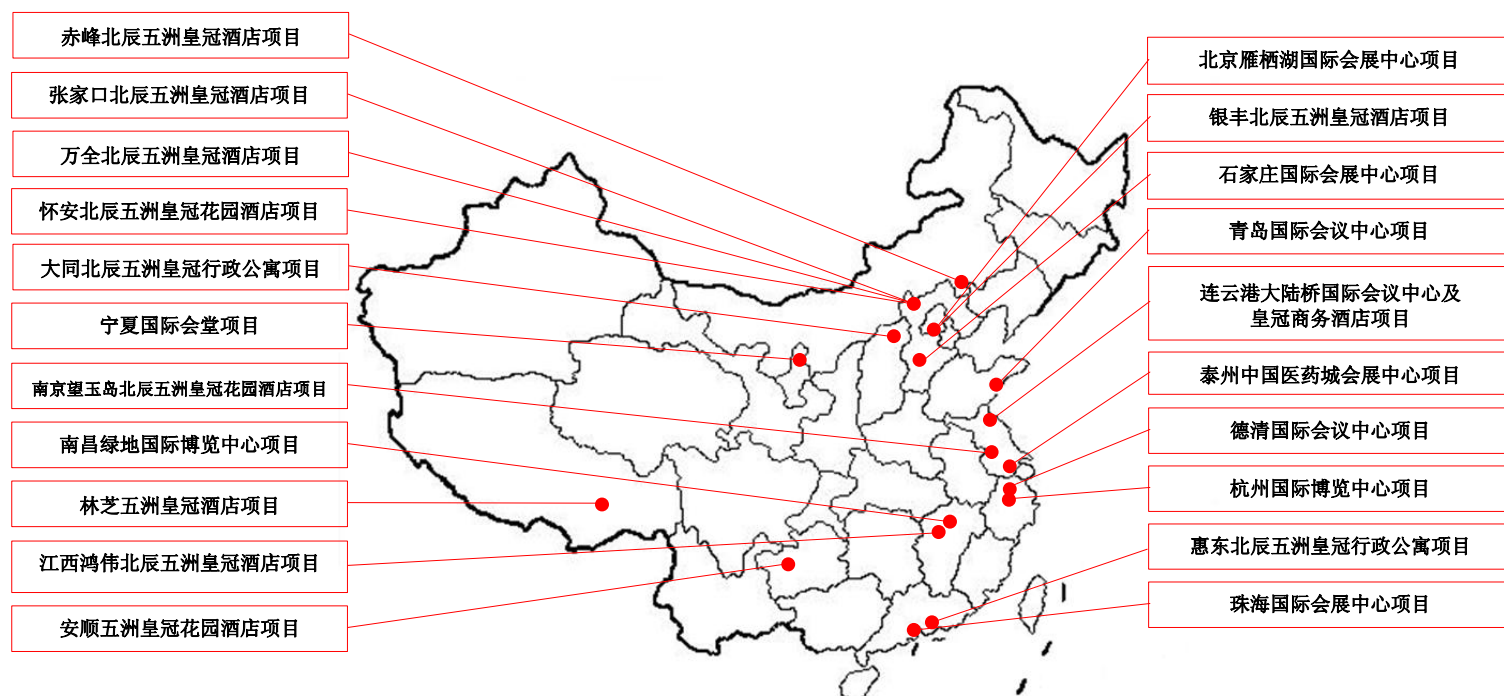 赤峰北辰五洲皇冠酒店项目
张家口北辰五洲皇冠酒店项目
万全北辰五洲皇冠酒店项目
怀安北辰五洲皇冠花园酒店项目
大同北辰五洲皇冠行政公寓项目
宁夏国际会堂项目
南京望玉岛北辰五洲皇冠花园酒店项目
南昌绿地国际博览中心项目
林芝五洲皇冠酒店项目
江西鸿伟北辰五洲皇冠酒店项目
安顺五洲皇冠花园酒店项目
北京雁栖湖国际会展中心项目
银丰北辰五洲皇冠酒店项目
石家庄国际会展中心项目
青岛国际会议中心项目
连云港大陆桥国际会议中心及
皇冠商务酒店项目
泰州中国医药城会展中心项目
德清国际会议中心项目
杭州国际博览中心项目
惠东北辰五洲皇冠行政公寓项目
珠海国际会展中心项目